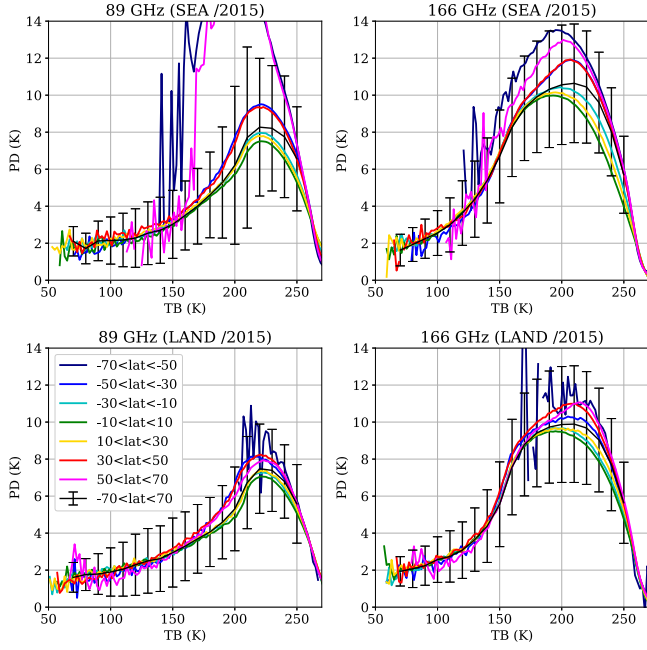 89 GHz (SEA /2015)
14
12
10
8
6
4
2
0
PD (K)
50
100
150
200
250
TB (K)
166 GHz (SEA /2015)
14
12
10
8
6
4
2
0
PD (K)
50
100
150
200
250
TB (K)
89 GHz (LAND /2015)
14
12
10
8
6
4
2
0
PD (K)
-70<lat<-50
-50<lat<-30
-30<lat<-10
-10<lat<10
10<lat<30
30<lat<50
50<lat<70
-70<lat<70
50
100
150
200
250
TB (K)
166 GHz (LAND /2015)
14
12
10
8
6
4
2
0
PD (K)
50
100
150
200
250
TB (K)